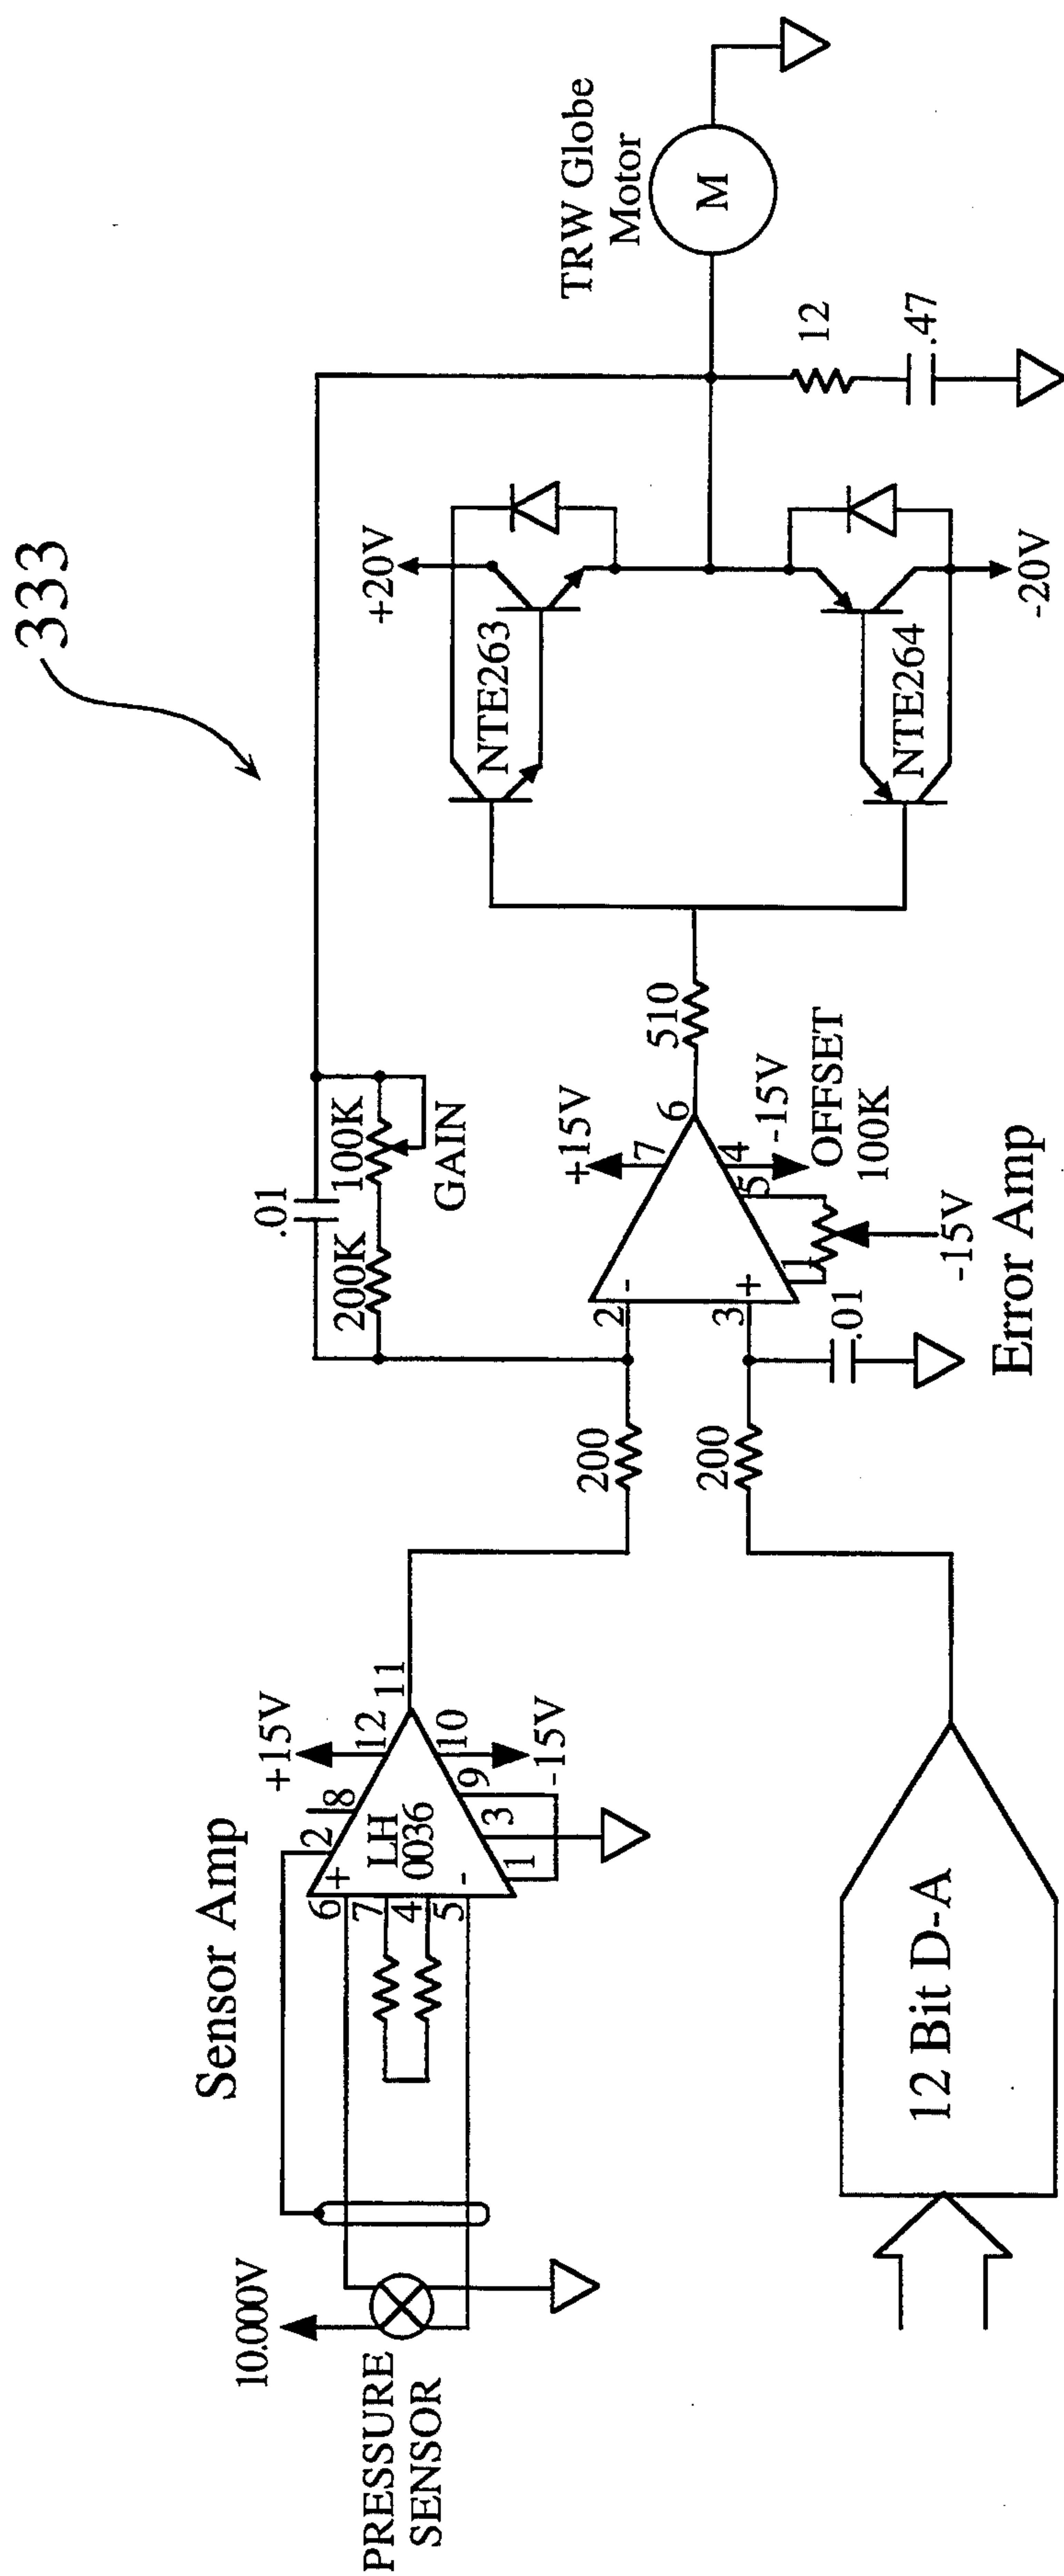 333
Sensor Amp
10.000V
PRESSURE
SENSOR
+15V
6
+
2
8
12
11
7
LH
0036
4
5
-
1
3
9
10
-15V
12 Bit D-A
200
200
.01
200K
100K
GAIN
2
-
3
+
.01
+15V
7
6
1
5
4
-15V
OFFSET
100K
-15V
Error Amp
510
+20V
NTE263
NTE264
-20V
12
.47
TRW Globe
Motor
M